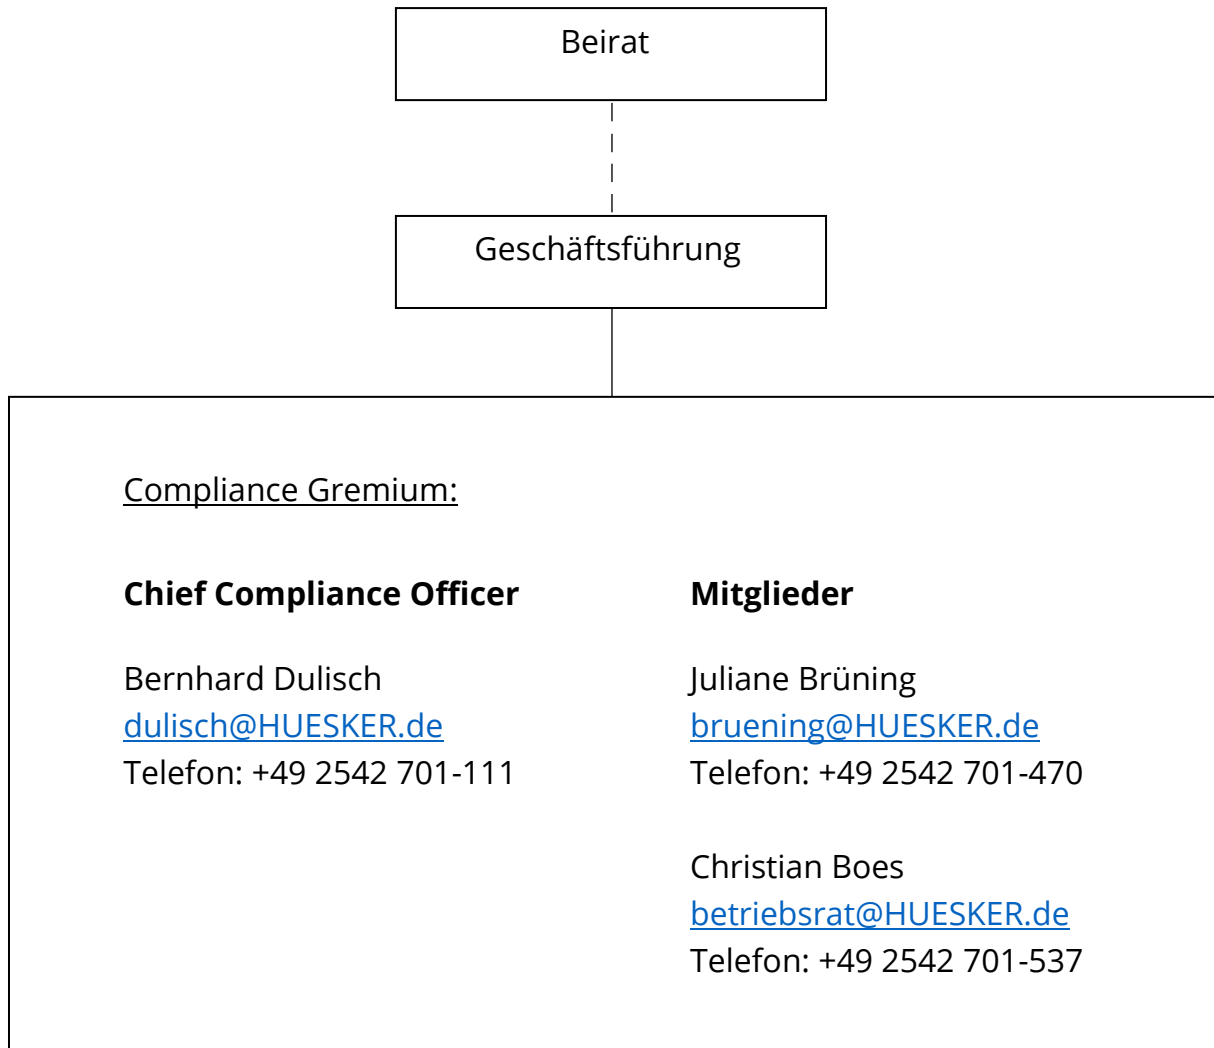 Beirat
Geschäftsführung
Compliance Gremium:
Chief Compliance Officer
Bernhard Dulisch
dulisch@HUESKER.de
Telefon: +49 2542 701-111
Mitglieder
Juliane Brüning
bruening@HUESKER.de
Telefon: +49 2542 701-470
Christian Boes
betriebsrat@HUESKER.de
Telefon: +49 2542 701-537